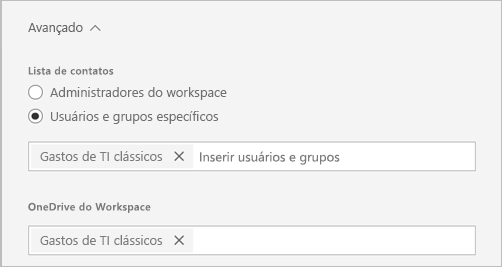 Avançado
Lista de contatos
Administradores do workspace
Usuários e grupos específicos
Gastos de TI clássicos Inserir usuários e grupos
OneDrive do Workspace
Gastos de TI clássicos